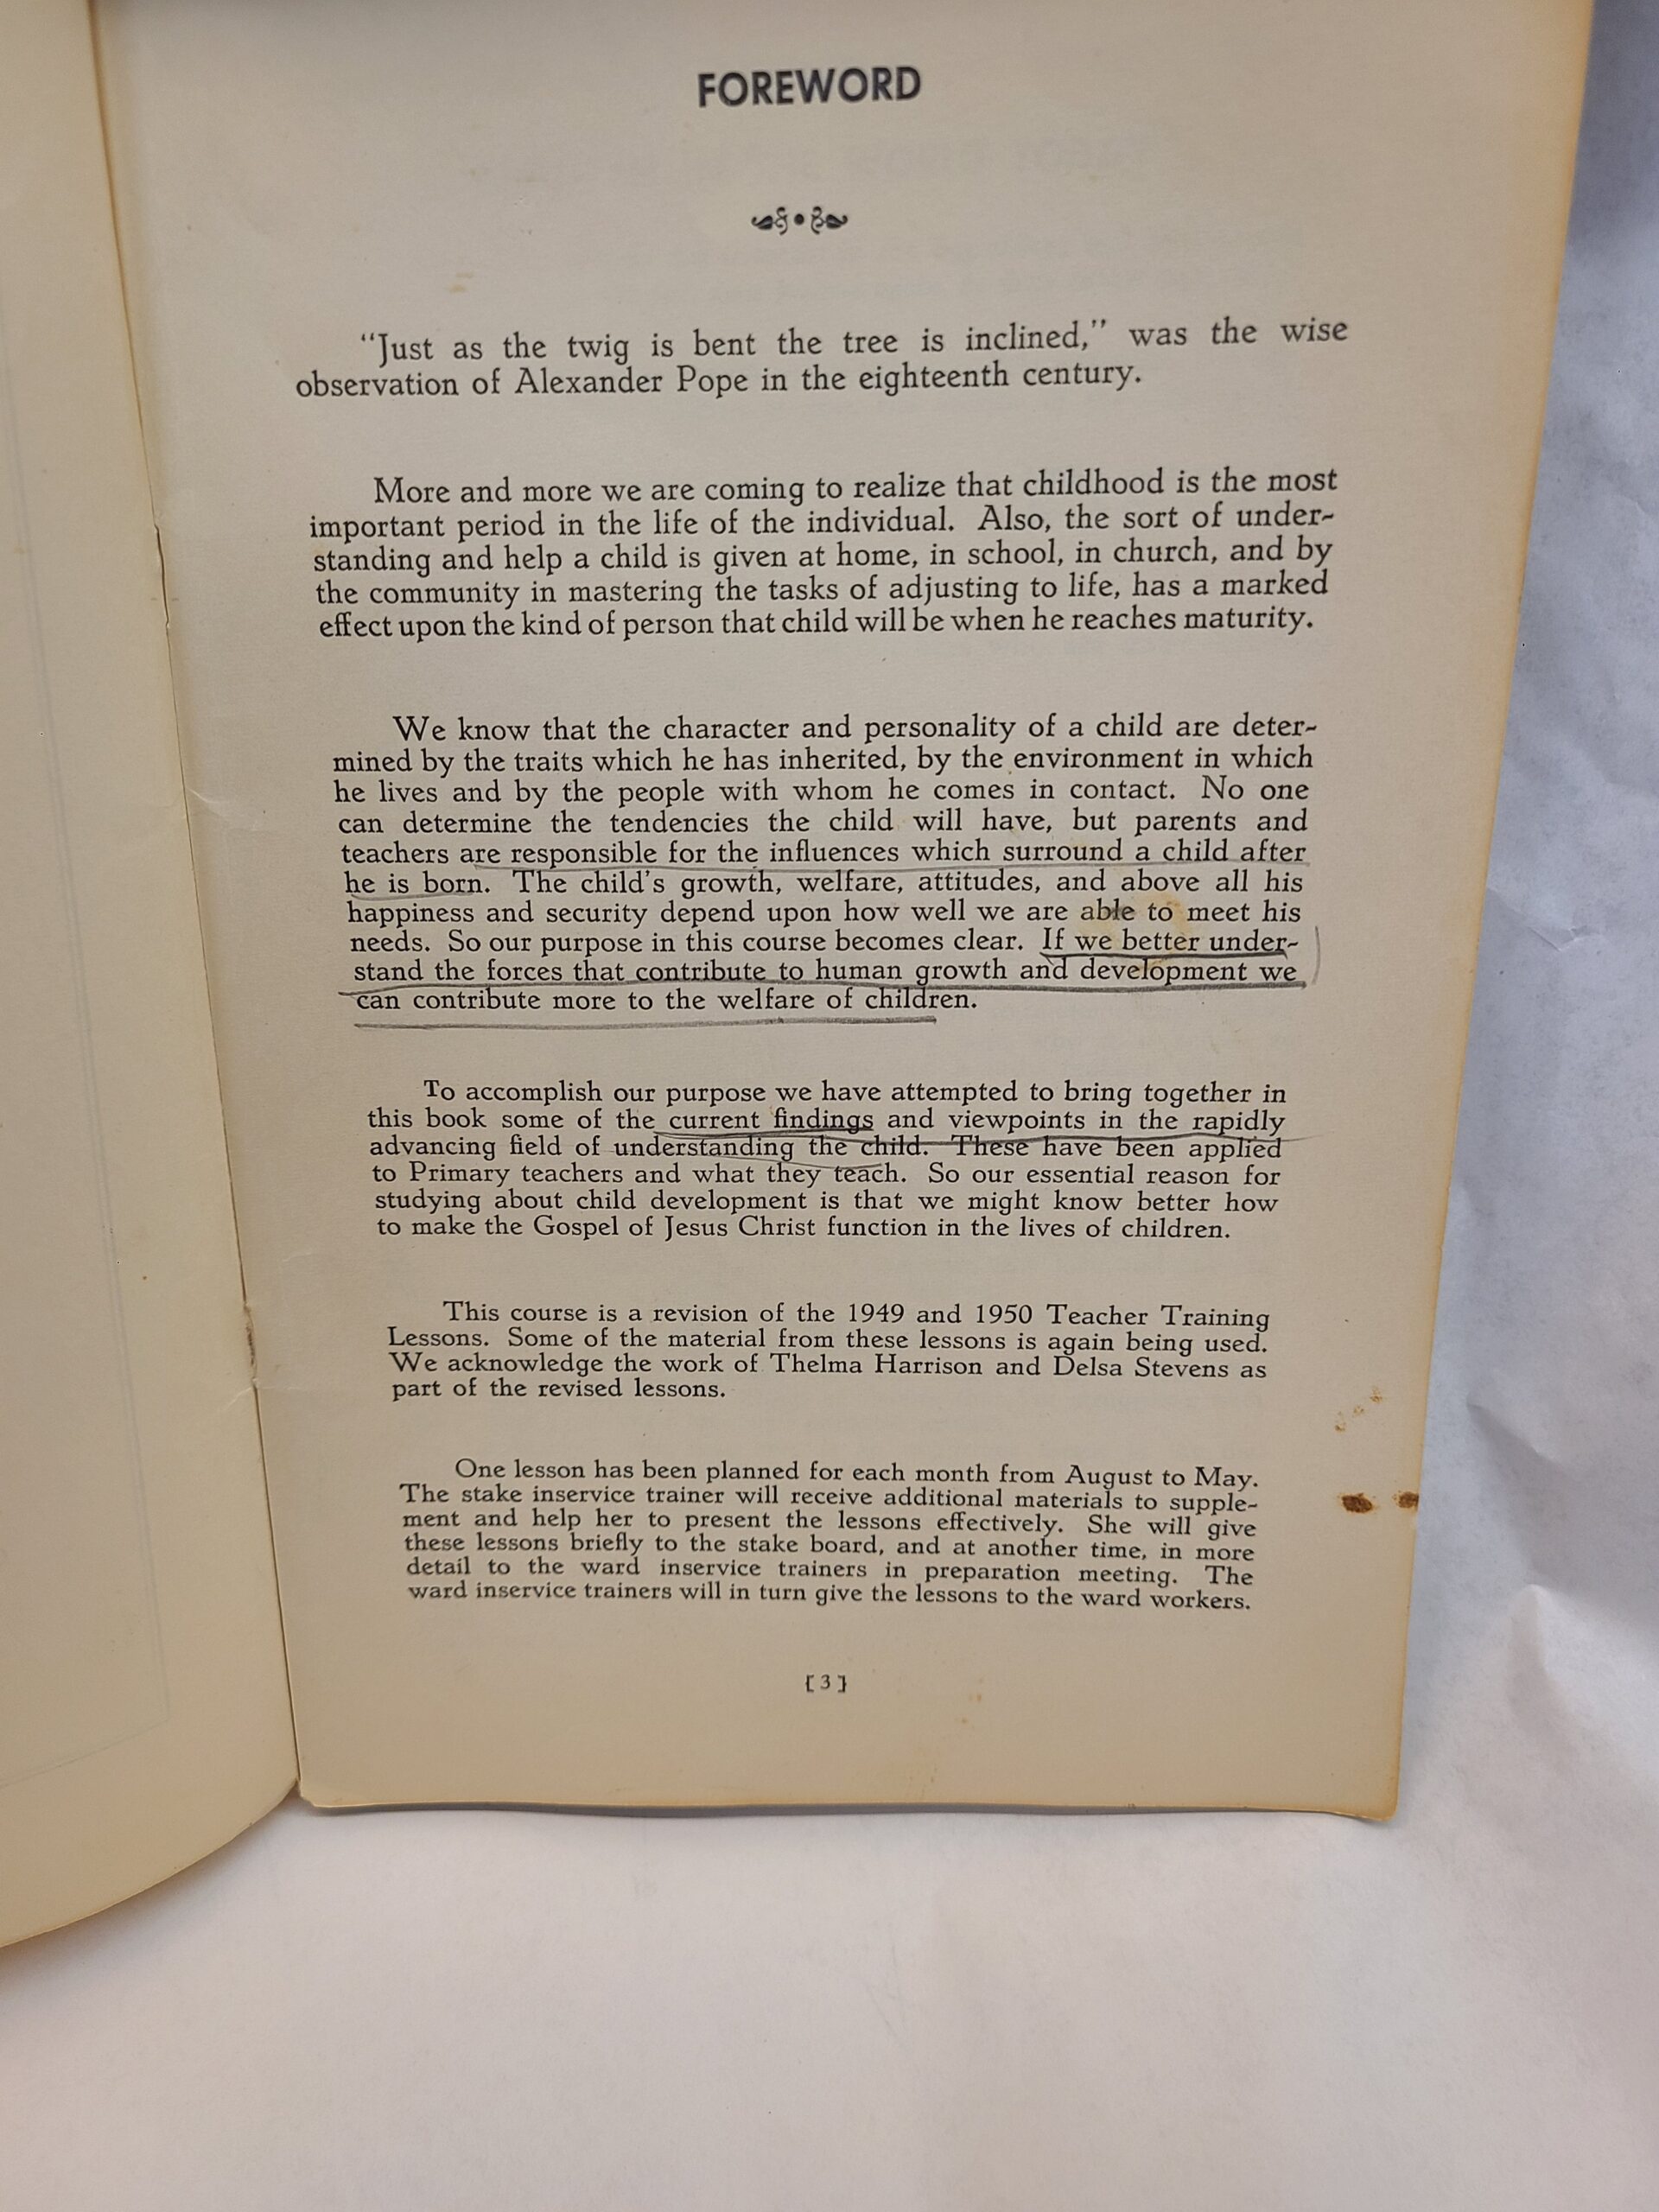 FOREWORD
"Just as the twig is bent the tree is inclined," was the wise
observation of Alexander Pope in the eighteenth century.
More and more we are coming to realize that childhood is the most
important period in the life of the individual. Also, the sort of under-
standing and help a child is given at home, in school, in church, and by
the community in mastering the tasks of adjusting to life, has a marked
effect upon the kind of person that child will be when he reaches maturity.
We know that the character and personality of a child are deter-
mined by the traits which he has inherited, by the environment in which
he lives and by the people with whom he comes in contact. No one
can determine the tendencies the child will have, but parents and
teachers are responsible for the influences which surround a child after
he is born. The child's growth, welfare, attitudes, and above all his
happiness and security depend upon how well we are able to meet his
needs. So our purpose in this course becomes clear. If we better under-
stand the forces that contribute to human growth and development we
can contribute more to the welfare of children.
To accomplish our purpose we have attempted to bring together in
this book some of the current findings and viewpoints in the rapidly
advancing field of understanding the child. These have been applied
to Primary teachers and what they teach. So our essential reason for
studying about child development is that we might know better how
to make the Gospel of Jesus Christ function in the lives of children.
This course is a revision of the 1949 and 1950 Teacher Training
Lessons. Some of the material from these lessons is again being used.
We acknowledge the work of Thelma Harrison and Delsa Stevens as
part of the revised lessons.
One lesson has been planned for each month from August to May.
The stake inservice trainer will receive additional materials to supple-
ment and help her to present the lessons effectively. She will give
these lessons briefly to the stake board, and at another time, in more
detail to the ward inservice trainers in preparation meeting. The
ward inservice trainers will in turn give the lessons to the ward workers.
[3]